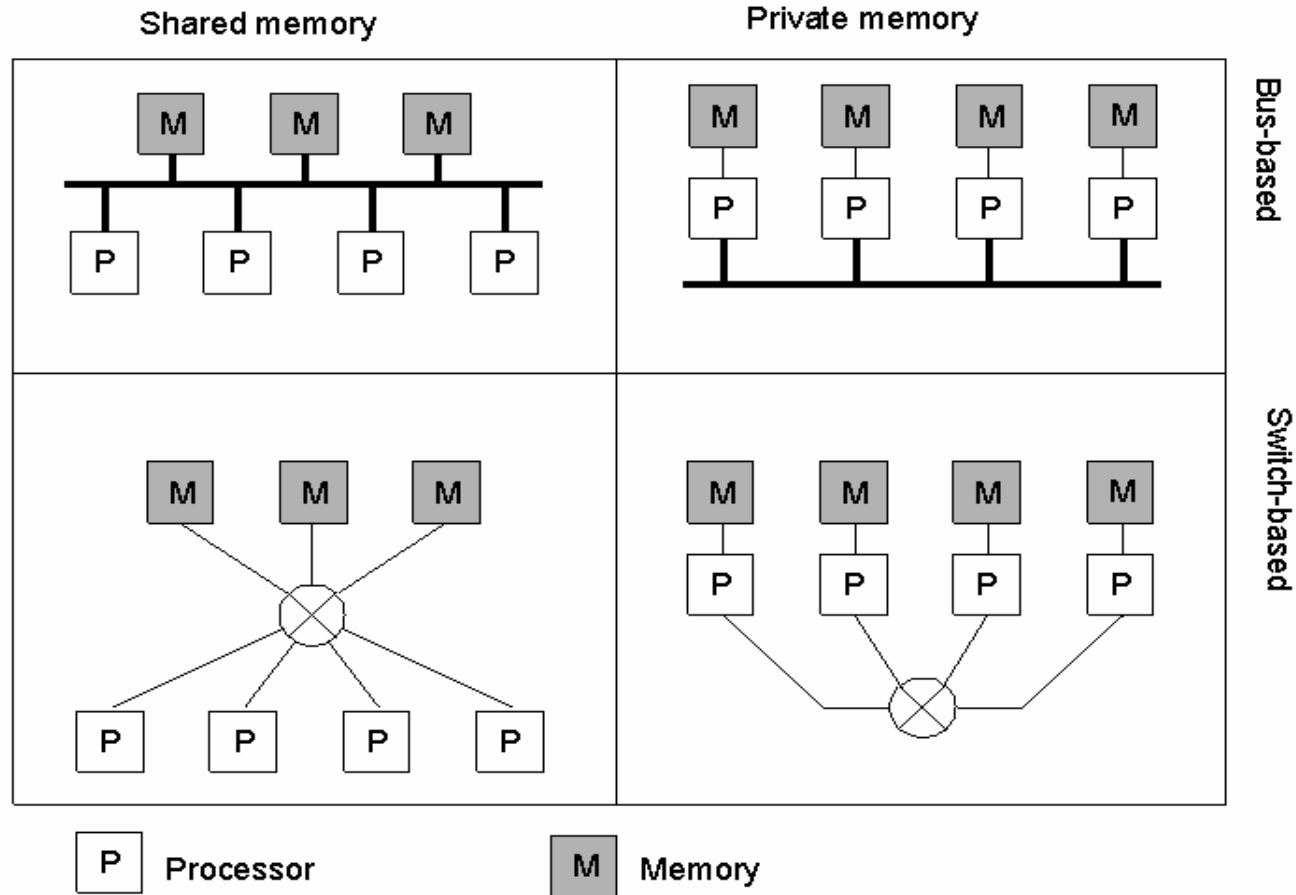 Shared memory
Private memory
M M M
P P P P
M M M M
P P P P
Bus-based
M M M
P P P P
M M M M
P P P P
Switch-based
P Processor
M Memory